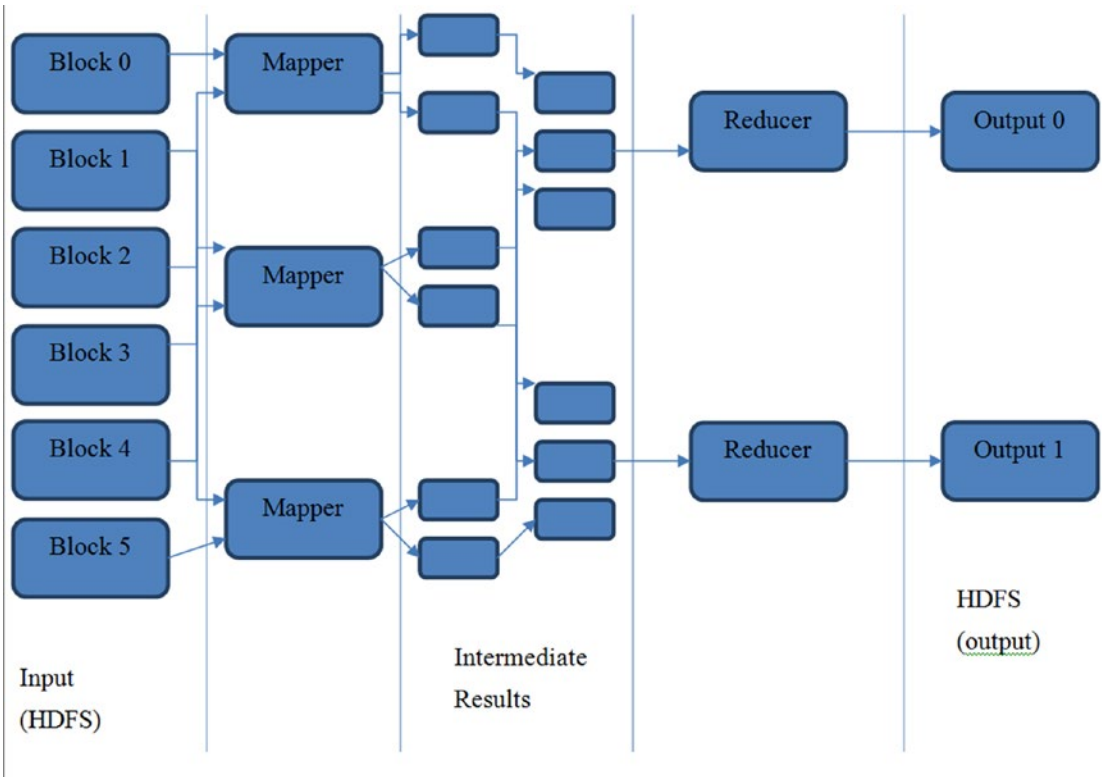 Block 0
Block 1
Block 2
Block 3
Block 4
Block 5
Input
(HDFS)
Mapper
Mapper
Mapper
Intermediate
Results
Reducer
Reducer
Output 0
Output 1
HDFS
(output)